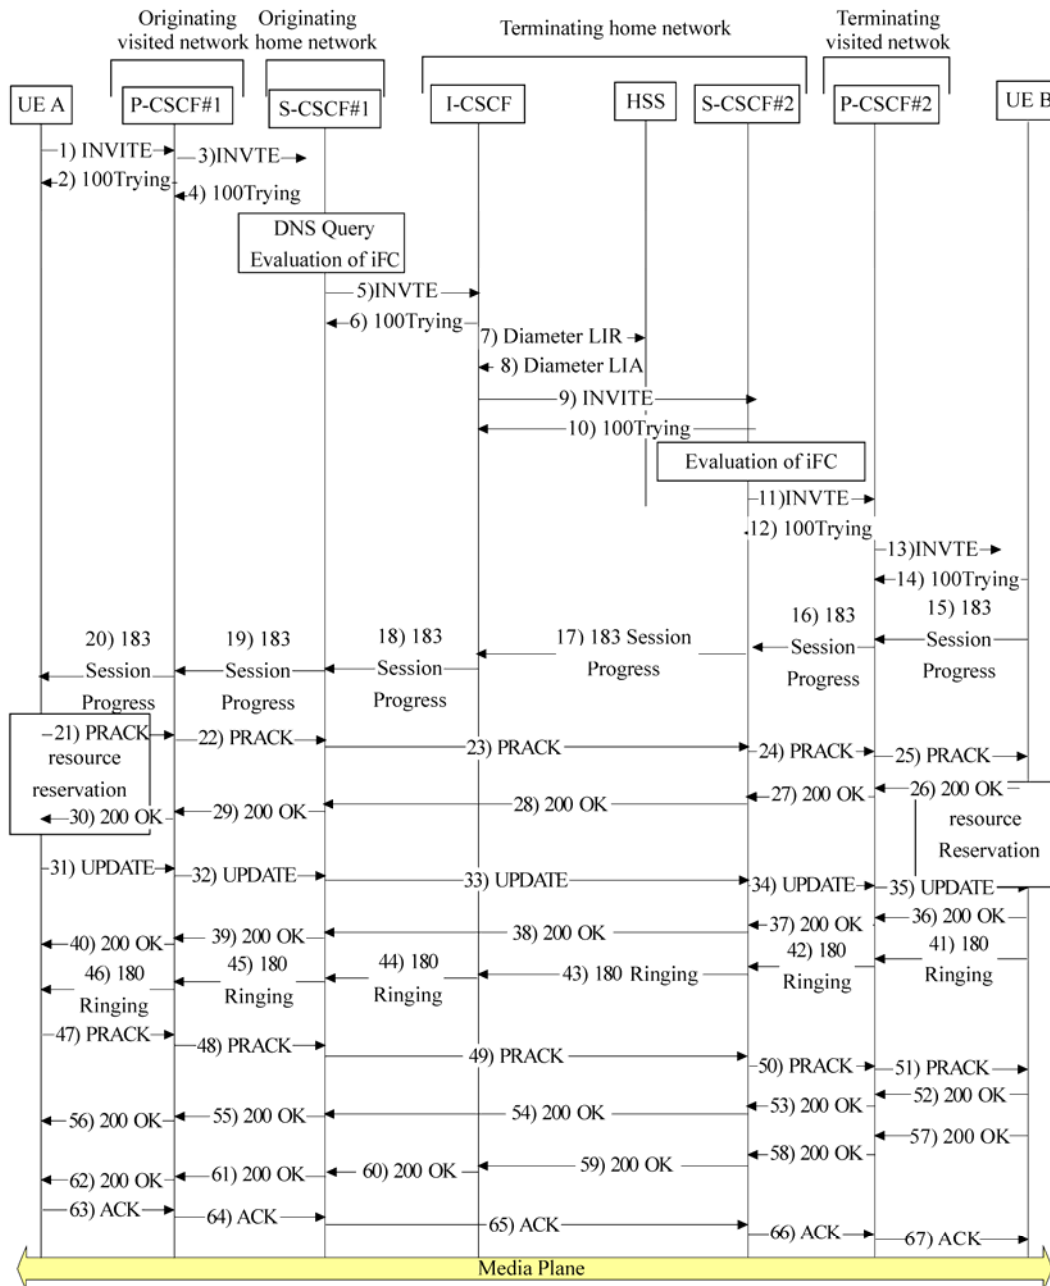 Originating
visited network
Originating
home network
Terminating home network
Terminating
visited netwok
UE A
P-CSCF#1
S-CSCF#1
I-CSCF
HSS
S-CSCF#2
P-CSCF#2
UE B
1) INVITE
3)INVTE
2) 100Trying
4) 100Trying
DNS Query
Evaluation of iFC
5)INVTE
6) 100Trying
7) Diameter LIR
8) Diameter LIA
9) INVITE
10) 100Trying
Evaluation of iFC
11)INVTE
12) 100Trying
13)INVTE
14) 100Trying
15) 183
Session
Progress
16) 183
Session
Progress
17) 183 Session
Progress
18) 183
Session
Progress
19) 183
Session
Progress
20) 183
Session
Progress
21) PRACK
resource
reservation
22) PRACK
23) PRACK
24) PRACK
25) PRACK
26) 200 OK
resource
Reservation
27) 200 OK
28) 200 OK
29) 200 OK
30) 200 OK
31) UPDATE
32) UPDATE
33) UPDATE
34) UPDATE
35) UPDATE
36) 200 OK
37) 200 OK
38) 200 OK
39) 200 OK
40) 200 OK
41) 180
Ringing
42) 180
Ringing
43) 180 Ringing
44) 180
Ringing
45) 180
Ringing
46) 180
Ringing
47) PRACK
48) PRACK
49) PRACK
50) PRACK
51) PRACK
52) 200 OK
53) 200 OK
54) 200 OK
55) 200 OK
56) 200 OK
57) 200 OK
58) 200 OK
59) 200 OK
60) 200 OK
61) 200 OK
62) 200 OK
63) ACK
64) ACK
65) ACK
66) ACK
67) ACK
Media Plane